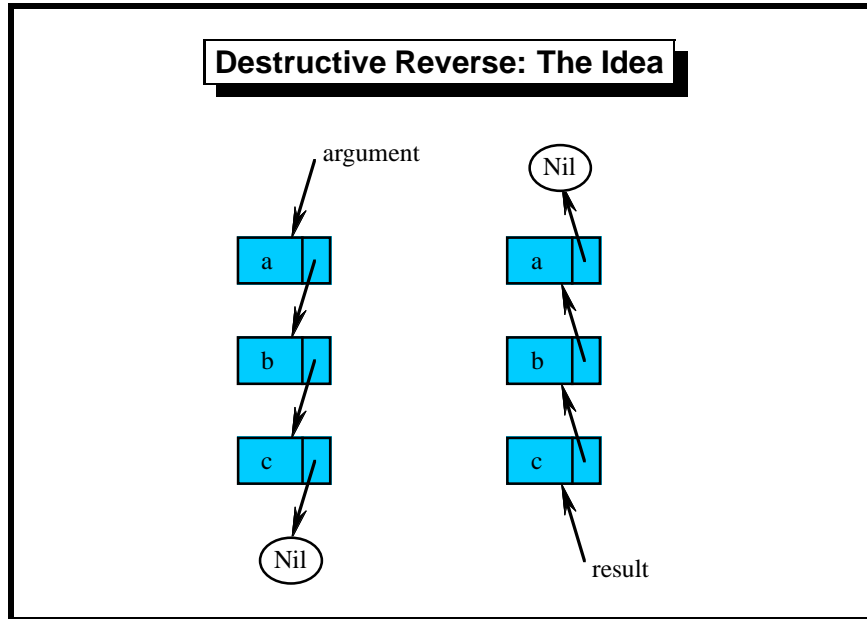 Destructive Reverse: The Idea
argument
a
b
c
Nil
Nil
a
b
c
result